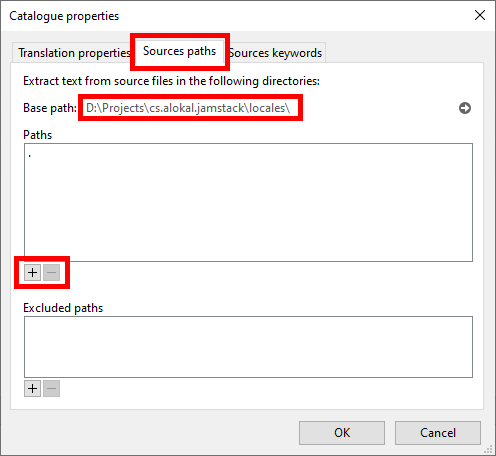 Catalogue properties
Translation properties Sources paths Sources keywords
Extract text from source files in the following directories:
Base path: D:\Projects\cs.alokal.jamstack\locales\
Paths
.
Excluded paths
OK Cancel